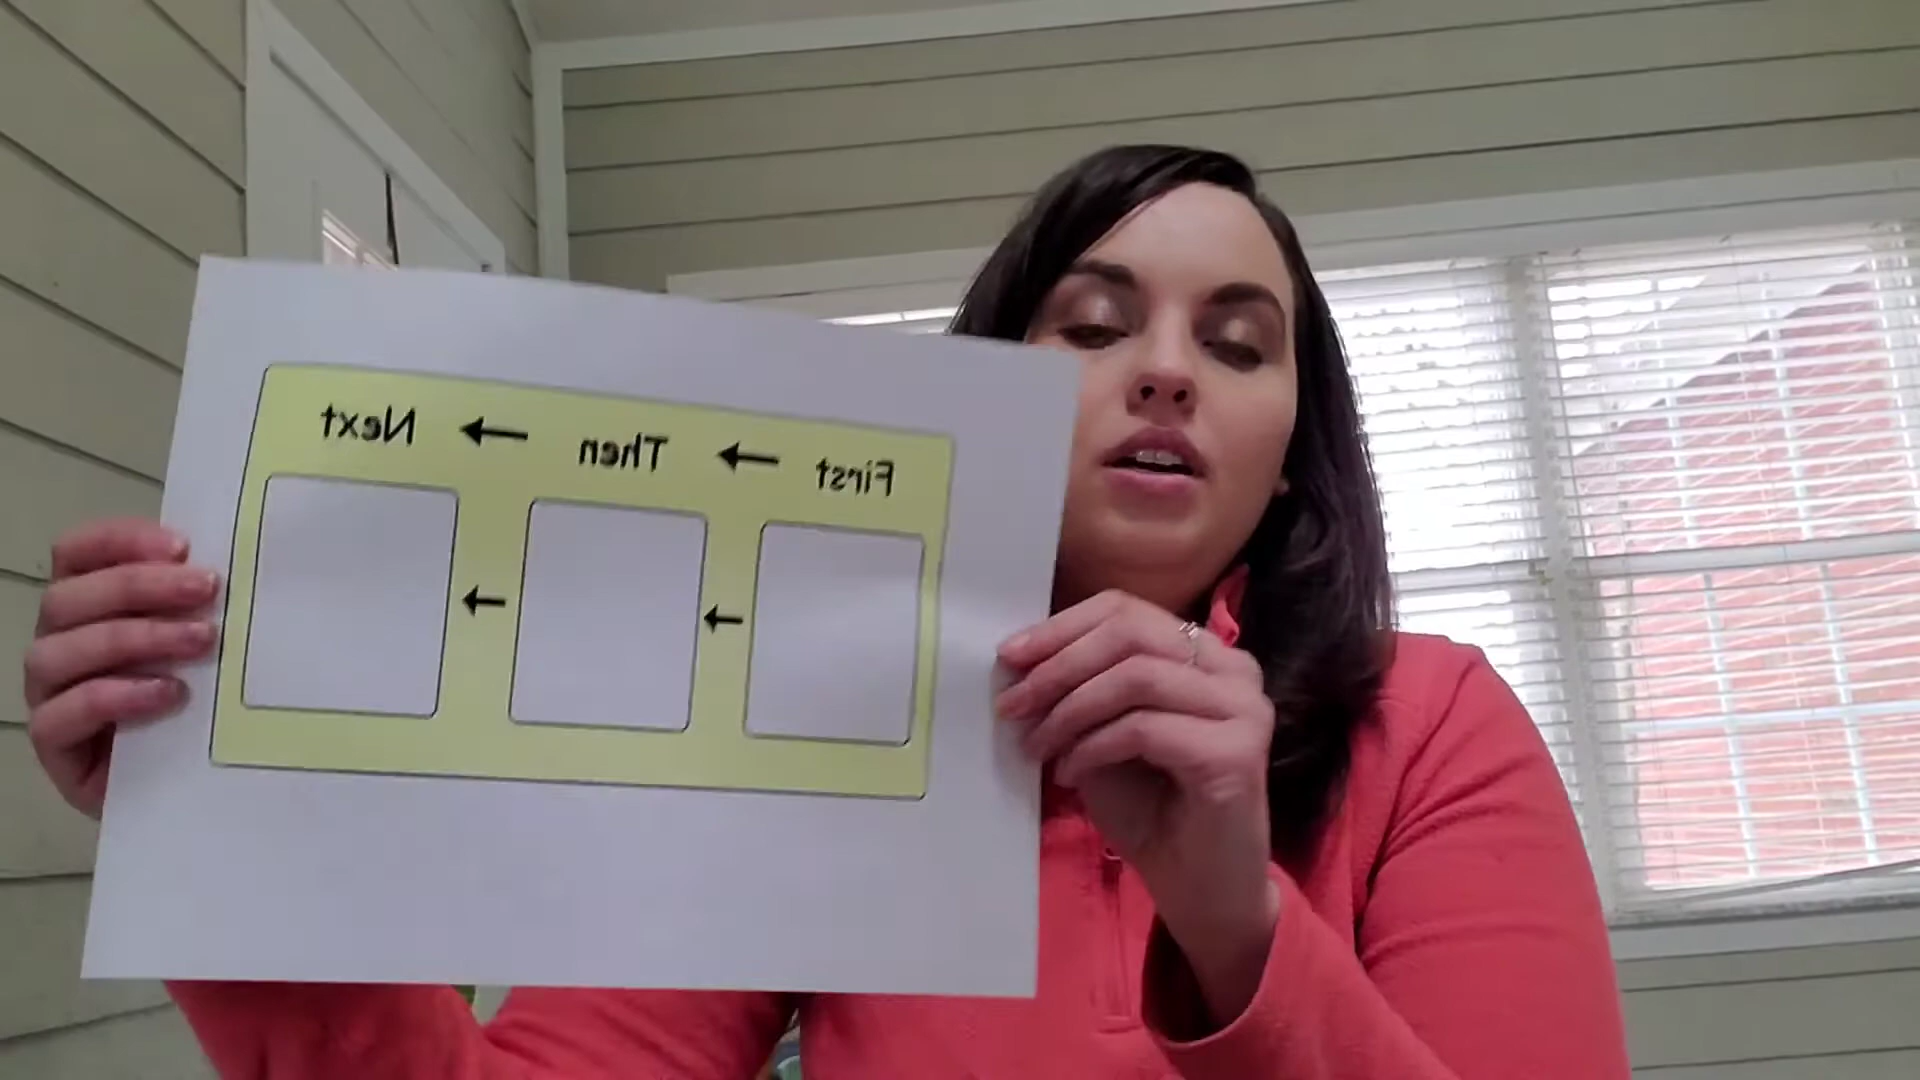 First → Then → Next